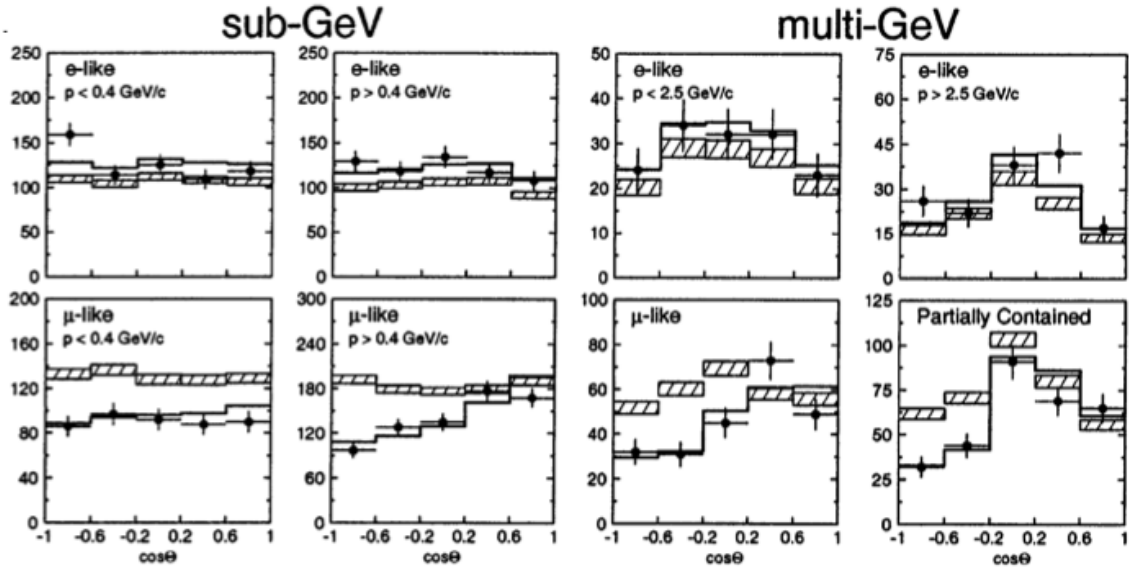 sub-GeV
multi-GeV
250
200
150
100
50
0
e-like
p < 0.4 GeV/c
250
200
150
100
50
0
e-like
p > 0.4 GeV/c
50
40
30
20
10
0
e-like
p < 2.5 GeV/c
75
60
45
30
15
0
e-like
p > 2.5 GeV/c
200
160
120
80
40
0
μ-like
p < 0.4 GeV/c
-1 -0.6 -0.2 0.2 0.6 1
cosΘ
300
240
180
120
60
0
μ-like
p > 0.4 GeV/c
-1 -0.6 -0.2 0.2 0.6 1
cosΘ
100
80
60
40
20
0
μ-like
-1 -0.6 -0.2 0.2 0.6 1
cosΘ
125
100
75
50
25
0
Partially Contained
-1 -0.6 -0.2 0.2 0.6 1
cosΘ